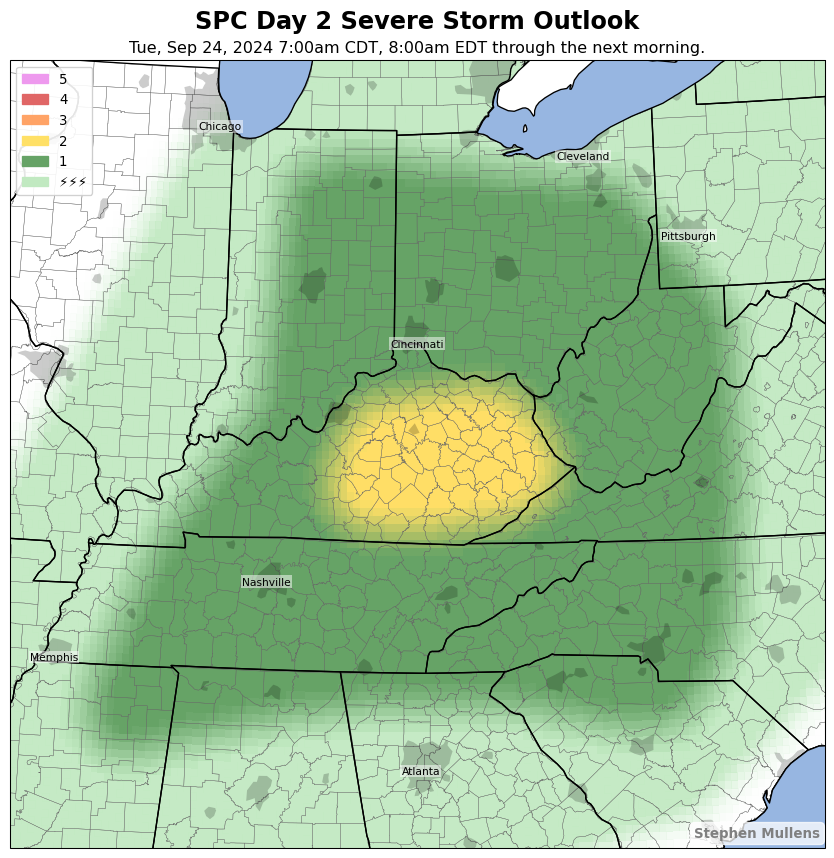 SPC Day 2 Severe Storm Outlook
Tue, Sep 24, 2024 7:00am CDT, 8:00am EDT through the next morning.
5
4
3
2
1
⚡⚡⚡
Chicago
Cleveland
Pittsburgh
Cincinnati
Nashville
Memphis
Atlanta
Stephen Mullens